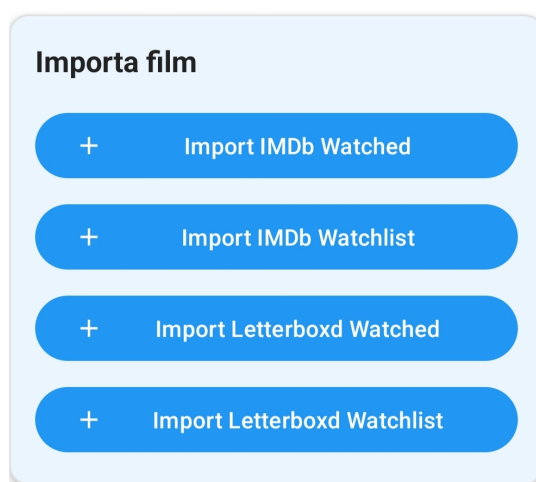 Importa film
+ Import IMDb Watched
+ Import IMDb Watchlist
+ Import Letterboxd Watched
+ Import Letterboxd Watchlist